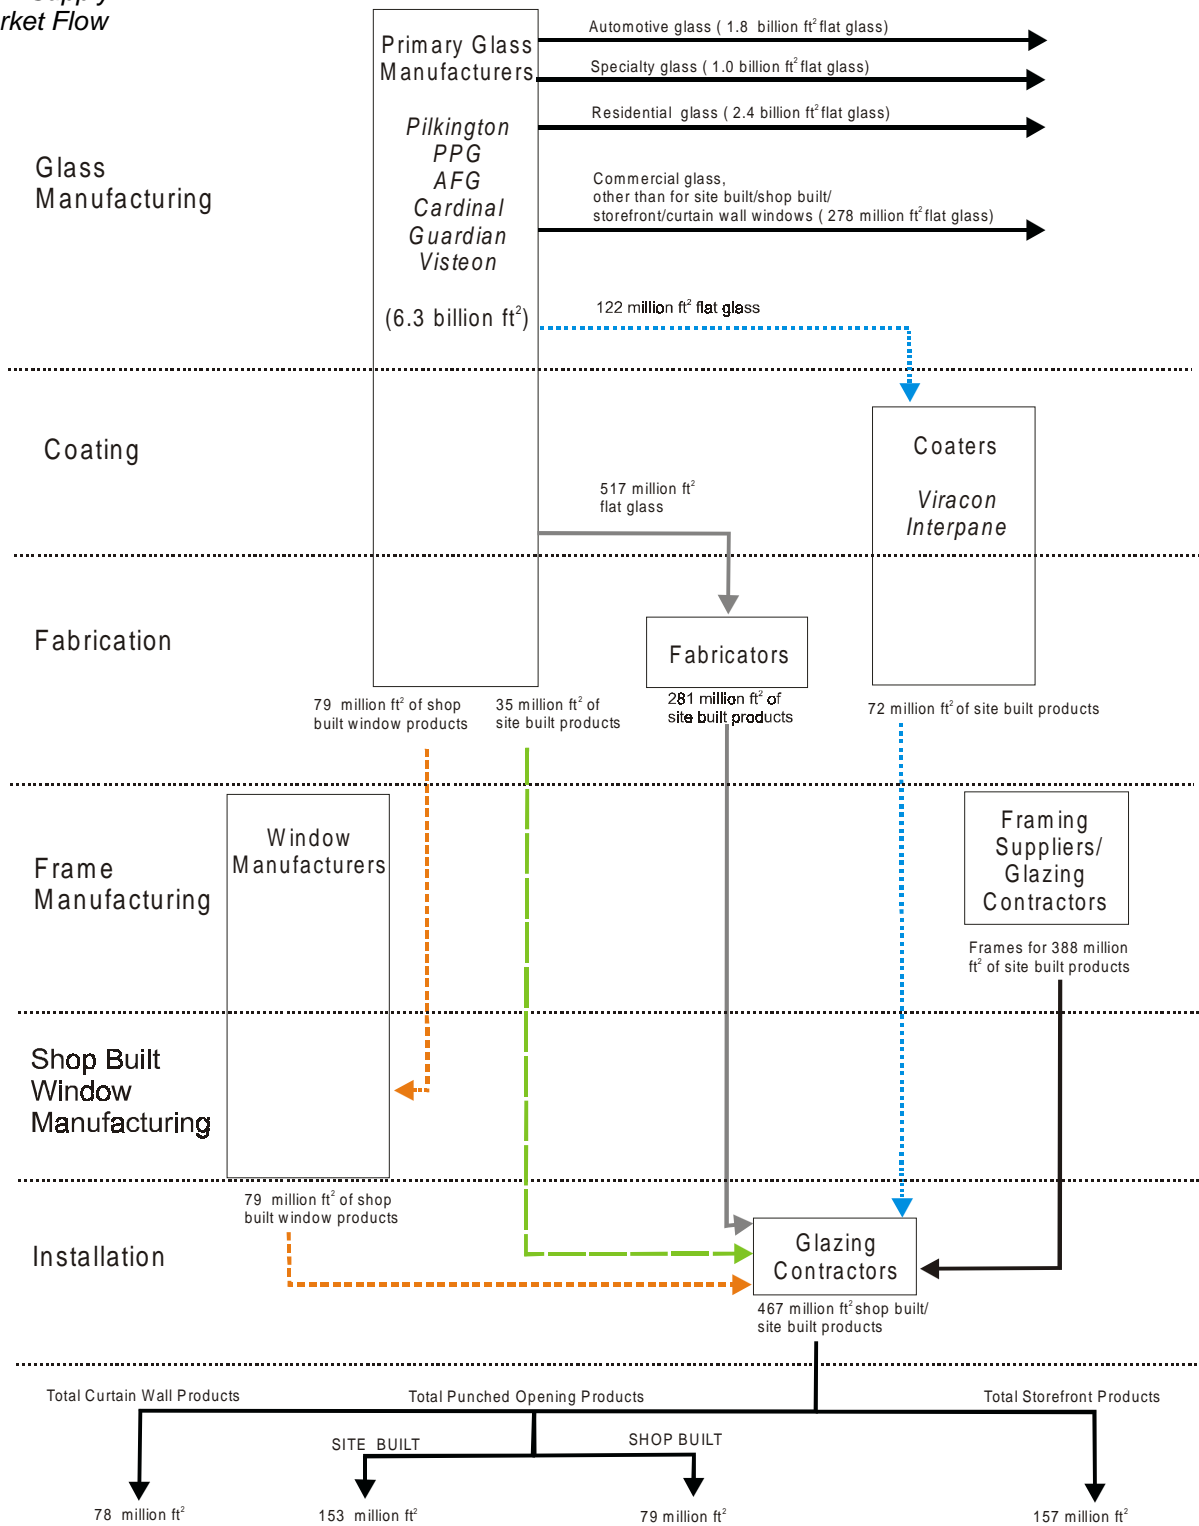 Supply
rket Flow
Primary Glass
Manufacturers
Pilkington
PPG
AFG
Cardinal
Guardian
Visteon
(6.3 billion ft²)
Automotive glass ( 1.8 billion ft² flat glass)
Specialty glass ( 1.0 billion ft² flat glass)
Residential glass ( 2.4 billion ft² flat glass)
Commercial glass,
other than for site built/shop built/
storefront/curtain wall windows ( 278 million ft² flat glass)
122 million ft² flat glass
Glass
Manufacturing
Coating
517 million ft²
flat glass
Coaters
Viracon
Interpane
Fabrication
Fabricators
79 million ft² of shop
built window products
35 million ft² of
site built products
281 million ft² of
site built products
72 million ft² of site built products
Frame
Manufacturing
Window
Manufacturers
Framing
Suppliers/
Glazing
Contractors
Frames for 388 million
ft² of site built products
Shop Built
Window
Manufacturing
79 million ft² of shop
built window products
Installation
Glazing
Contractors
467 million ft² shop built/
site built products
Total Curtain Wall Products
Total Punched Opening Products
Total Storefront Products
SITE BUILT
SHOP BUILT
78 million ft²
153 million ft²
79 million ft²
157 million ft²